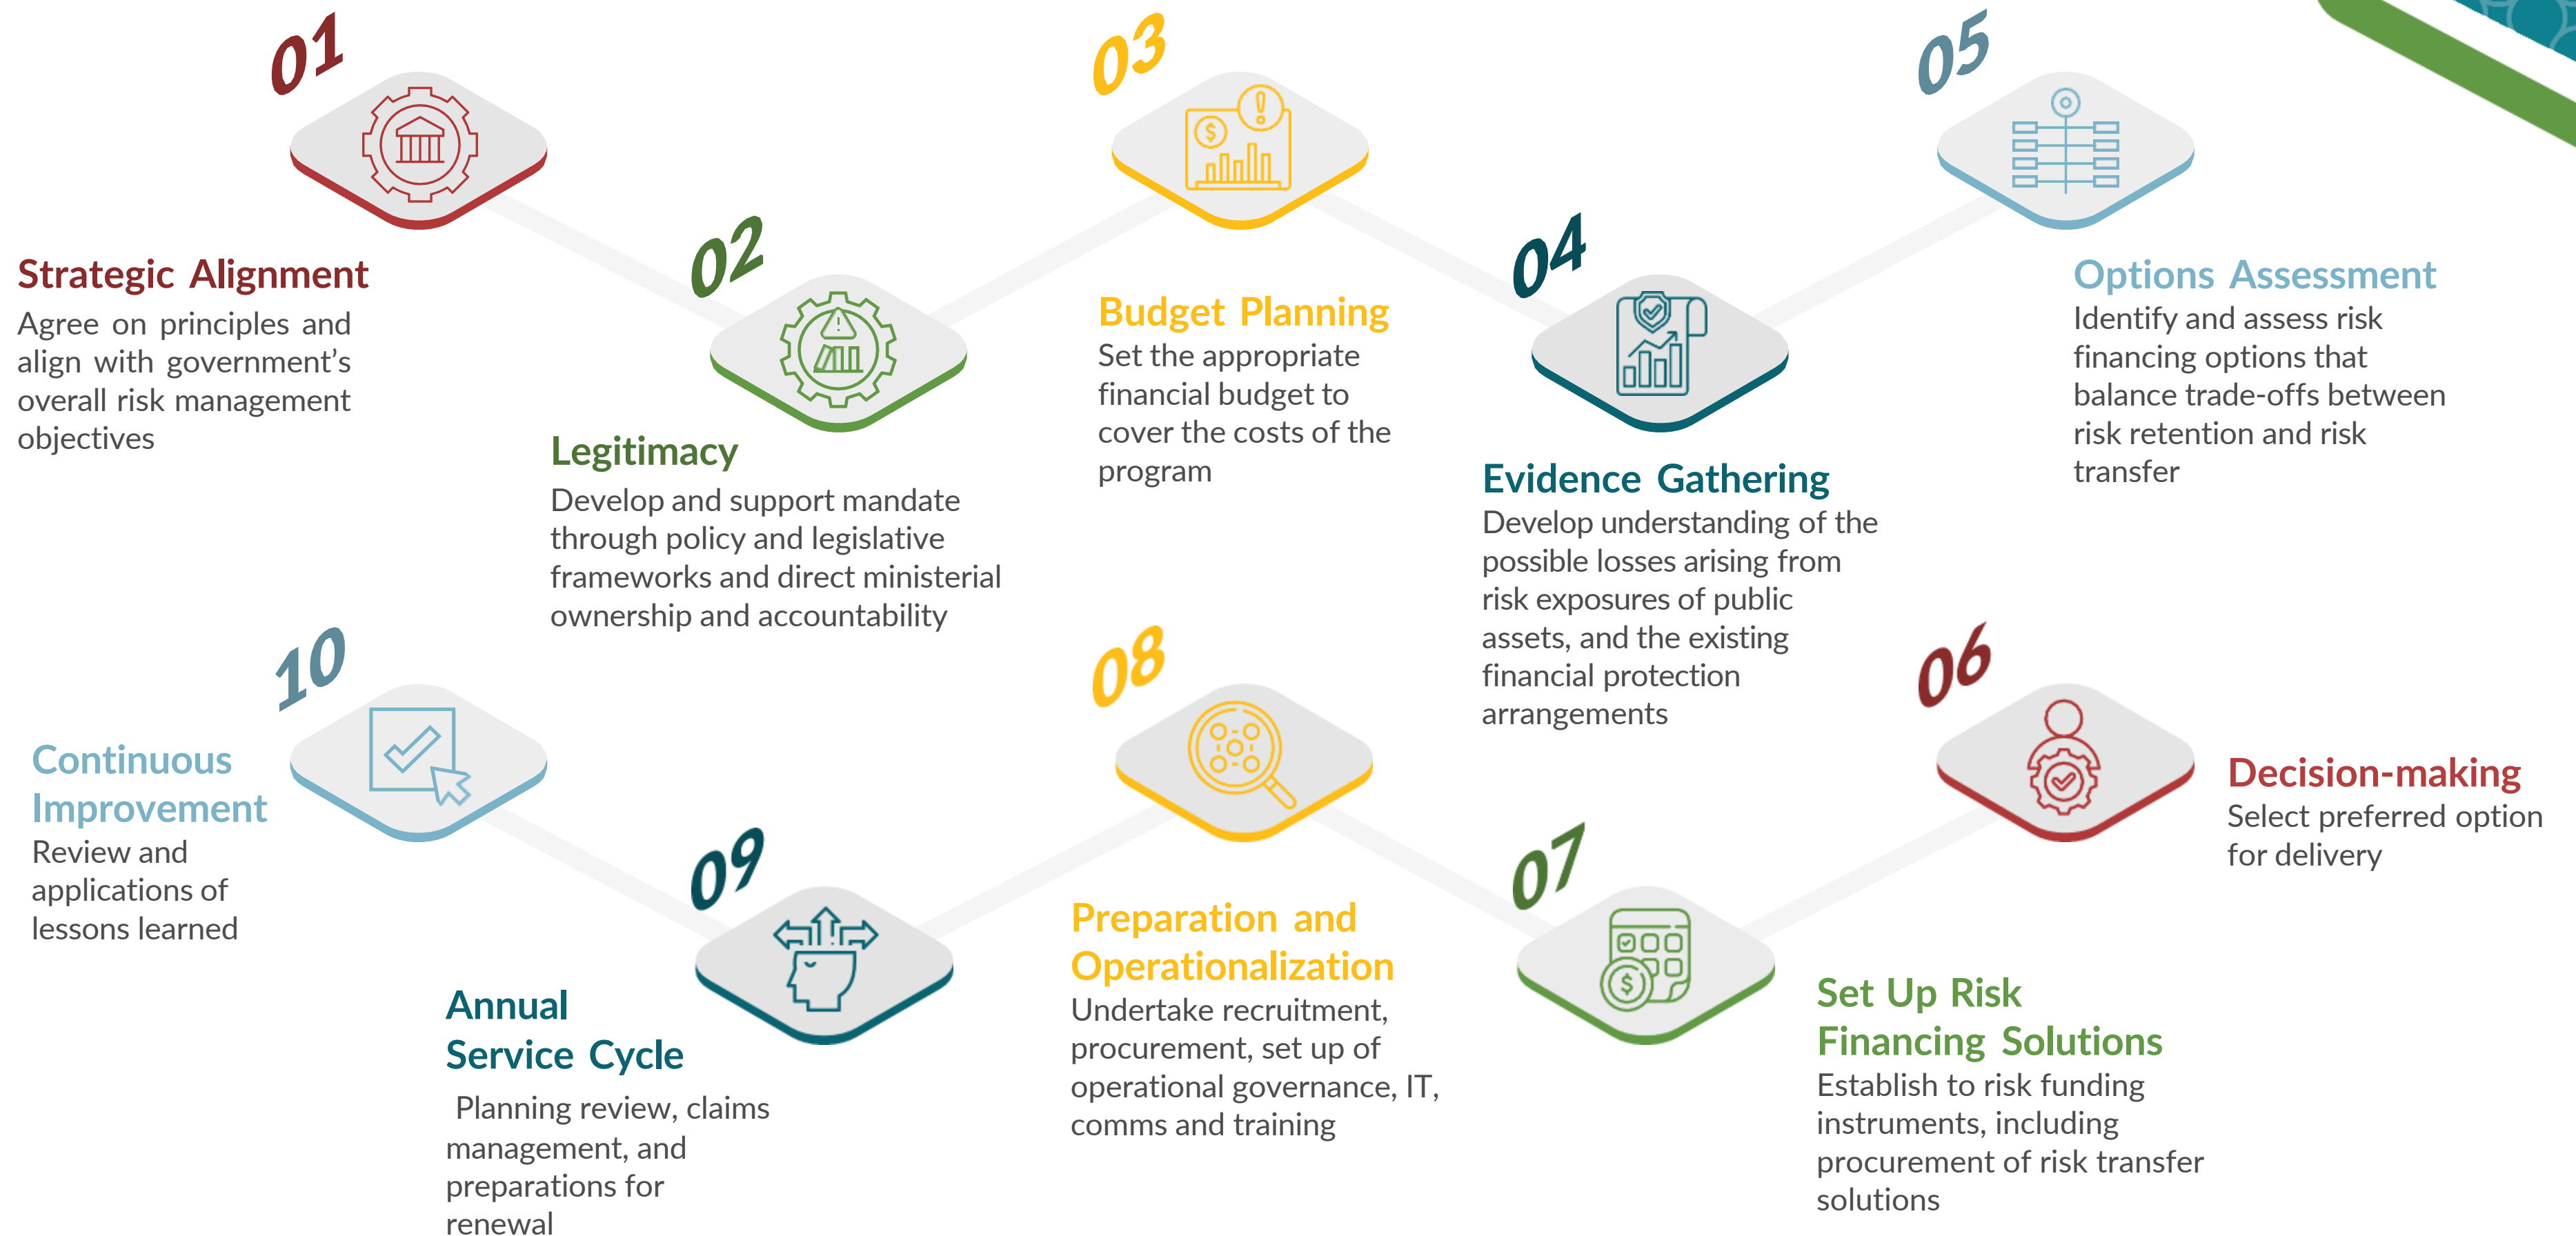 01
Strategic Alignment
Agree on principles and
align with government’s
overall risk management
objectives
02
Legitimacy
Develop and support mandate
through policy and legislative
frameworks and direct ministerial
ownership and accountability
03
Budget Planning
Set the appropriate
financial budget to
cover the costs of the
program
04
Evidence Gathering
Develop understanding of the
possible losses arising from
risk exposures of public
assets, and the existing
financial protection
arrangements
05
Options Assessment
Identify and assess risk
financing options that
balance trade-offs between
risk retention and risk
transfer
06
Decision-making
Select preferred option
for delivery
07
Set Up Risk
Financing Solutions
Establish to risk funding
instruments, including
procurement of risk transfer
solutions
08
Preparation and
Operationalization
Undertake recruitment,
procurement, set up of
operational governance, IT,
comms and training
09
Annual
Service Cycle
Planning review, claims
management, and
preparations for
renewal
10
Continuous
Improvement
Review and
applications of
lessons learned